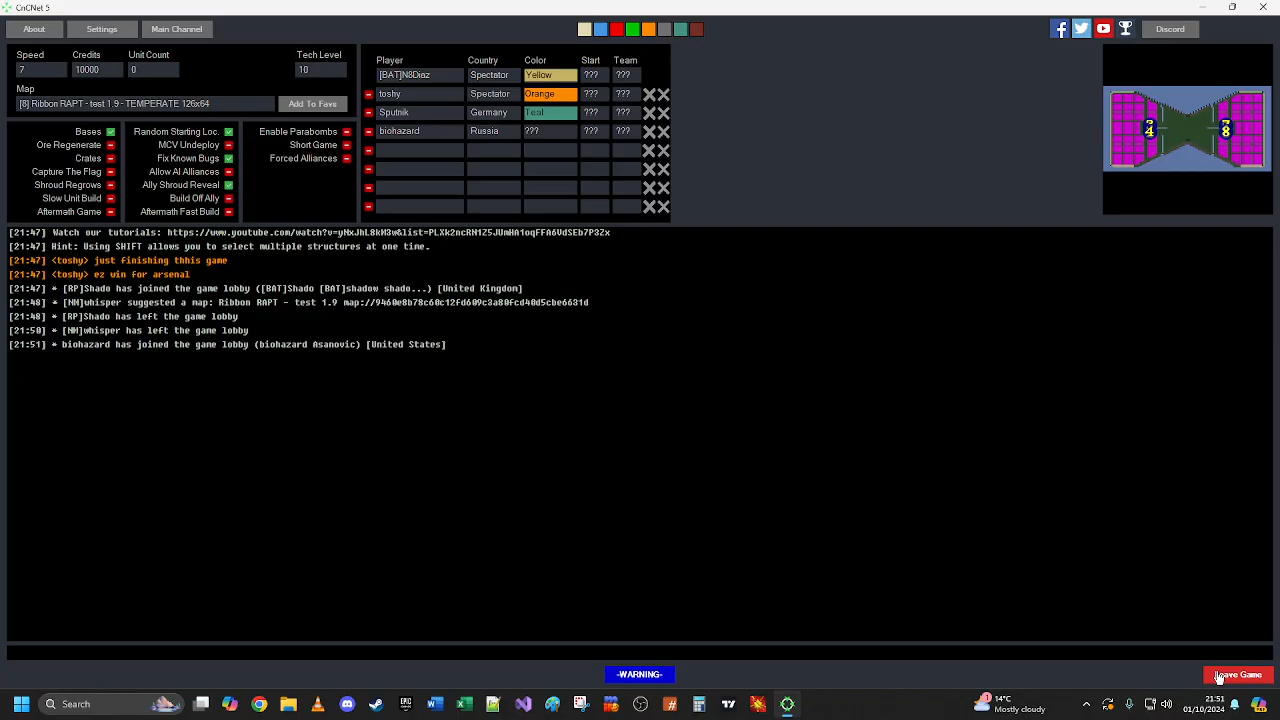 CnCNet 5
About Settings Main Channel Discord
Speed Credits Unit Count Tech Level
7 10000 0 10
Map
[8] Ribbon RAPT - test 1.9 - TEMPERATE 126x64 Add To Favs
Bases Random Starting Loc. Enable Parabombs
Ore Regenerate MCV Undeploy Short Game
Crates Fix Known Bugs Forced Alliances
Capture The Flag Allow AI Alliances
Shroud Regrows Ally Shroud Reveal
Slow Unit Build Build Off Ally
Aftermath Game Aftermath Fast Build
Player Country Color Start Team
[BAT]N8Diaz Spectator Yellow ??? ???
toshy Spectator Orange ??? ???
Sputnik Germany Teal ??? ???
biohazard Russia ??? ??? ???
4 8
[21:47] Watch our tutorials: https://www.youtube.com/watch?v=yNxJhL8kW3w&list=PLXk2ncRN1Z5JUmHA1oqFFA6VdSEb7P3Zx
[21:47] Hint: Using SHIFT allows you to select multiple structures at one time.
[21:47] <toshy> just finishing thhis game
[21:47] <toshy> ez win for arsenal
[21:47] * [RP]Shado has joined the game lobby ([BAT]Shado [BAT]shadow shado...) [United Kingdom]
[21:48] * [NM]whisper suggested a map: Ribbon RAPT - test 1.9 map://9460e8b78c60c12fd609c3a80fcd40d5cbe6631d
[21:48] * [RP]Shado has left the game lobby
[21:50] * [NM]whisper has left the game lobby
[21:51] * biohazard has joined the game lobby (biohazard Asanovic) [United States]
-WARNING- Leave Game
Search
14°C
Mostly cloudy
21:51
01/10/2024